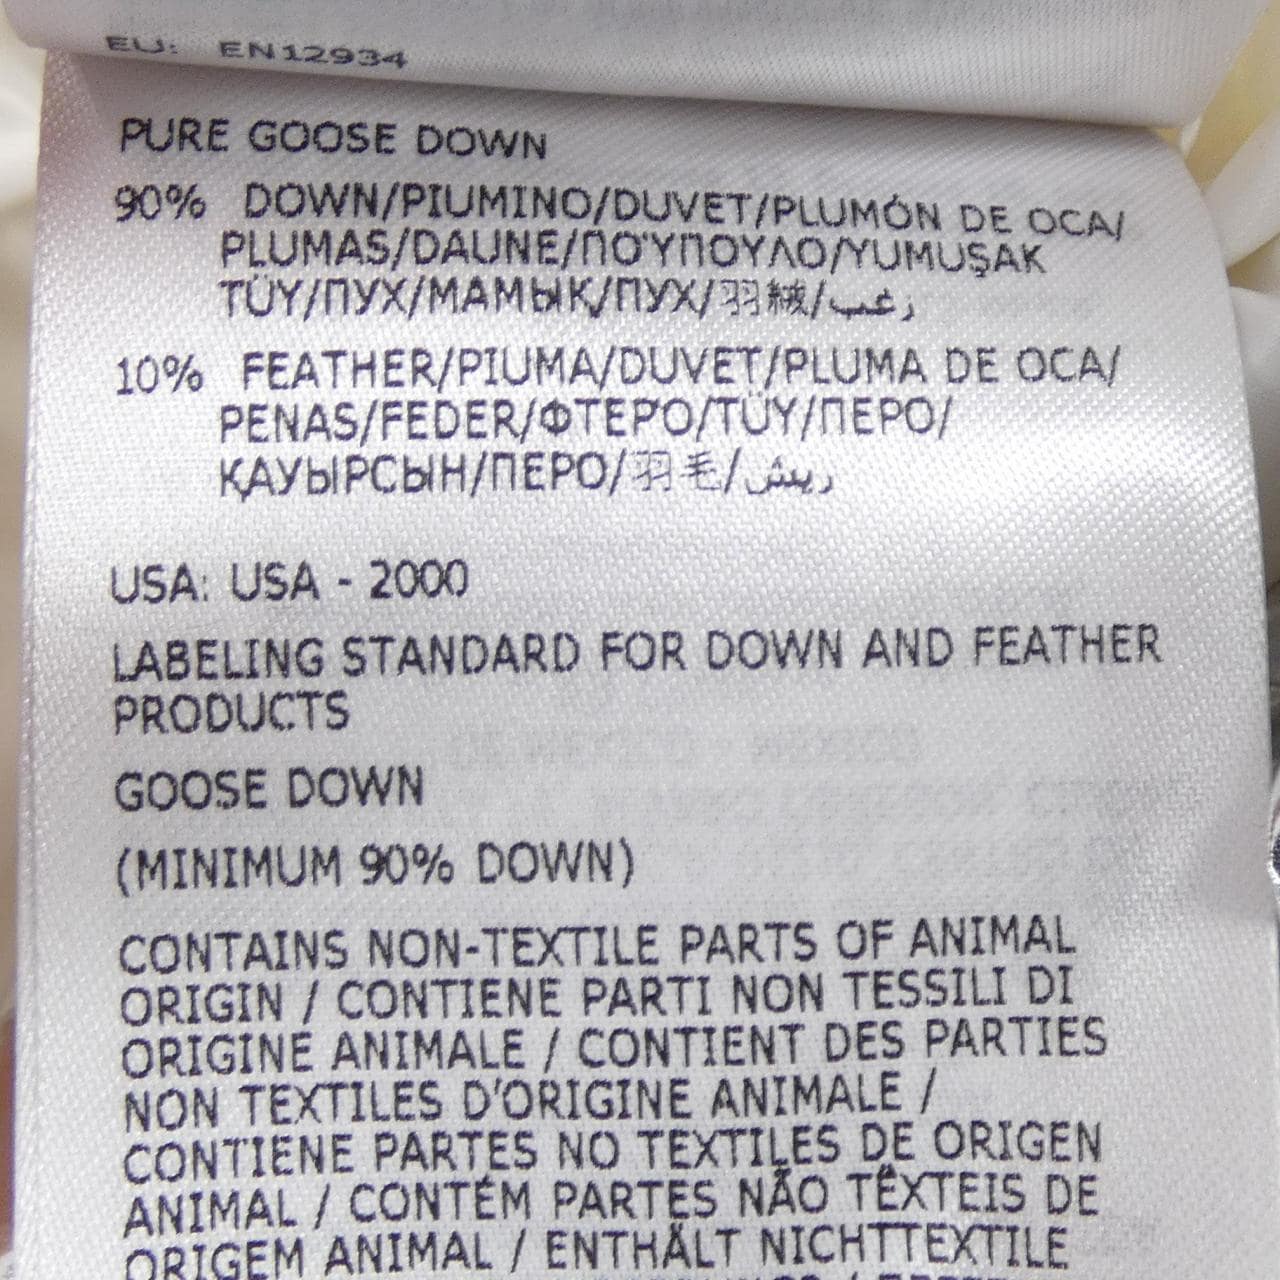 EU: EN12934
PURE GOOSE DOWN
90% DOWN/PIUMINO/DUVET/PLUMÓN DE OCA/
PLUMAS/DAUNE/ΠΟΎΠΟΥΛΟ/YUMUŞAK
TÜY/ПУХ/МАМЫҚ/ПУХ/羽絨/زغب
10% FEATHER/PIUMA/DUVET/PLUMA DE OCA/
PENAS/FEDER/ΦΤΕΡΌ/TÜY/ПЕРО/
ҚАУЫРСЫН/ПЕРО/羽毛/ريش
USA: USA - 2000
LABELING STANDARD FOR DOWN AND FEATHER
PRODUCTS
GOOSE DOWN
(MINIMUM 90% DOWN)
CONTAINS NON-TEXTILE PARTS OF ANIMAL
ORIGIN / CONTIENE PARTI NON TESSILI DI
ORIGINE ANIMALE / CONTIENT DES PARTIES
NON TEXTILES D'ORIGINE ANIMALE /
CONTIENE PARTES NO TEXTILES DE ORIGEN
ANIMAL / CONTÉM PARTES NÃO TÊXTEIS DE
ORIGEM ANIMAL / ENTHÄLT NICHTTEXTILE